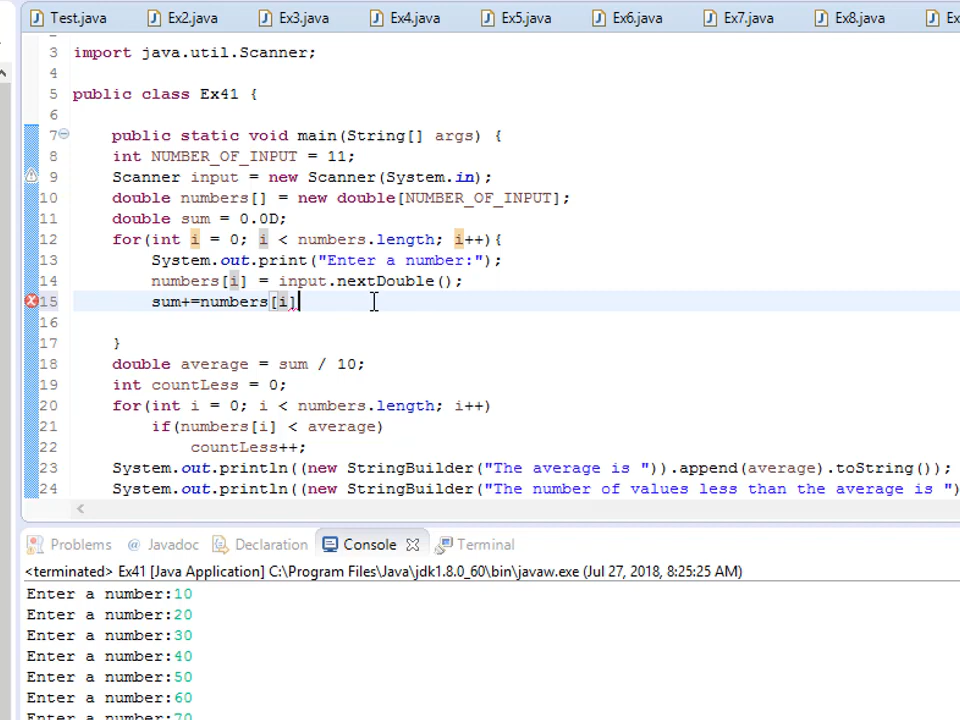 Test.java Ex2.java Ex3.java Ex4.java Ex5.java Ex6.java Ex7.java Ex8.java Ex
3 import java.util.Scanner;
4
5 public class Ex41 {
6
7 public static void main(String[] args) {
8 int NUMBER_OF_INPUT = 11;
9 Scanner input = new Scanner(System.in);
10 double numbers[] = new double[NUMBER_OF_INPUT];
11 double sum = 0.0D;
12 for(int i = 0; i < numbers.length; i++){
13 System.out.print("Enter a number:");
14 numbers[i] = input.nextDouble();
15 sum+=numbers[i]
16
17 }
18 double average = sum / 10;
19 int countLess = 0;
20 for(int i = 0; i < numbers.length; i++)
21 if(numbers[i] < average)
22 countLess++;
23 System.out.println((new StringBuilder("The average is ")).append(average).toString());
24 System.out.println((new StringBuilder("The number of values less than the average is ")
Problems @ Javadoc Declaration Console Terminal
<terminated> Ex41 [Java Application] C:\Program Files\Java\jdk1.8.0_60\bin\javaw.exe (Jul 27, 2018, 8:25:25 AM)
Enter a number:10
Enter a number:20
Enter a number:30
Enter a number:40
Enter a number:50
Enter a number:60
Enter a number:70